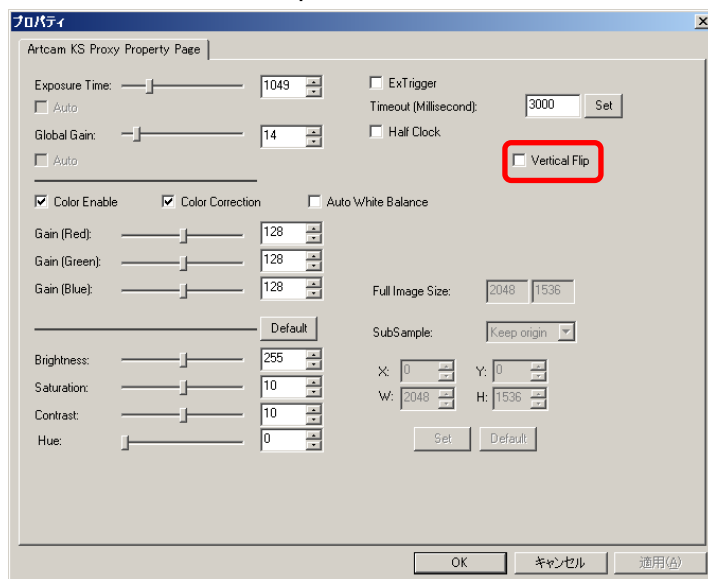 プロパティ
Artcam KS Proxy Property Page
Exposure Time: 1049
Auto
Global Gain: 14
Auto
ExTrigger
Timeout (Millisecond): 3000 Set
Half Clock
Vertical Flip
Color Enable Color Correction Auto White Balance
Gain (Red): 128
Gain (Green): 128
Gain (Blue): 128
Default
Brightness: 255
Saturation: 10
Contrast: 10
Hue: 0
Full Image Size: 2048 1536
SubSample: Keep origin
X: 0 Y: 0
W: 2048 H: 1536
Set Default
OK キャンセル 適用(A)